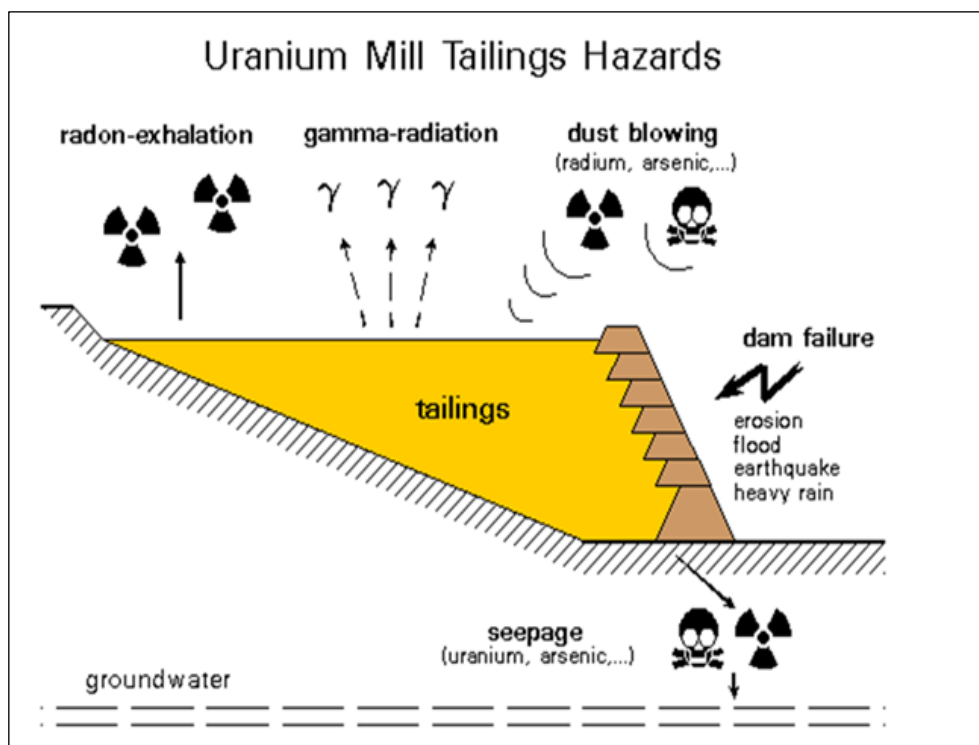 Uranium Mill Tailings Hazards
radon-exhalation
gamma-radiation
dust blowing
(radium, arsenic,...)
γ γ γ
dam failure
erosion
flood
earthquake
heavy rain
tailings
seepage
(uranium, arsenic,...)
groundwater